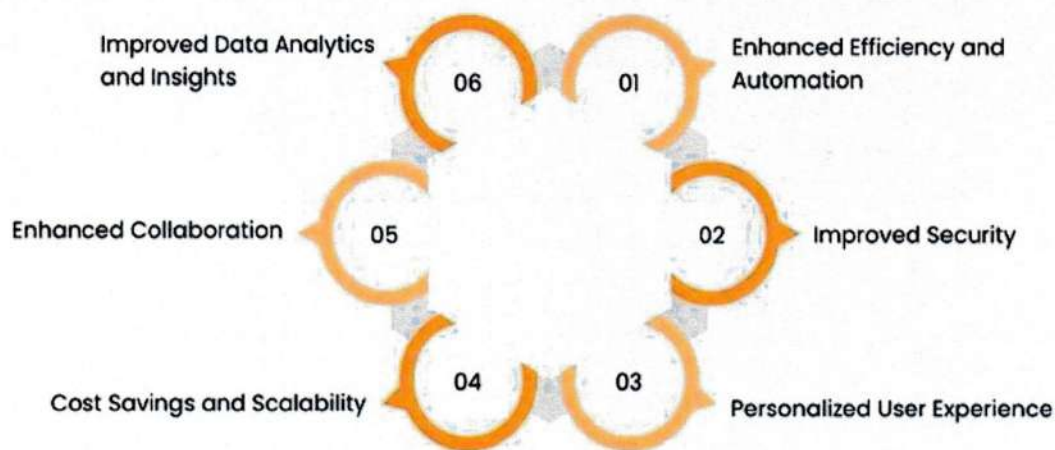 01
Enhanced Efficiency and
Automation
02
Improved Security
03
Personalized User Experience
04
Cost Savings and Scalability
05
Enhanced Collaboration
06
Improved Data Analytics
and Insights